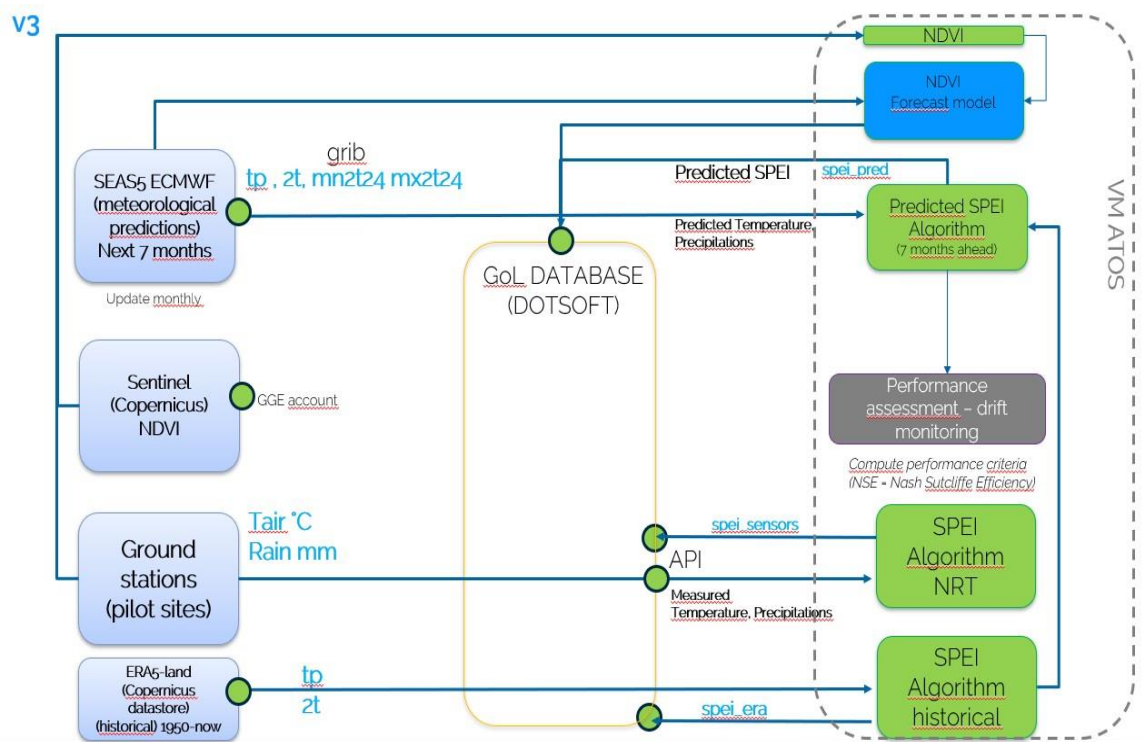 v3
NDVI
NDVI
Forecast model
grib
tp , 2t, mn2t24 mx2t24
SEAS5 ECMWF
(meteorological
predictions)
Next 7 months
Update monthly
Predicted SPEI
spei_pred
Predicted Temperature,
Precipitations
Predicted SPEI
Algorithm
(7 months ahead)
VM ATOS
GoL DATABASE
(DOTSOFT)
Sentinel
(Copernicus)
NDVI
GGE account
Performance
assessment – drift
monitoring
Compute performance criteria
(NSE = Nash Sutcliffe Efficiency)
Ground
stations
(pilot sites)
Tair °C
Rain mm
spei_sensors
API
Measured
Temperature, Precipitations
SPEI
Algorithm
NRT
ERA5-land
(Copernicus
datastore)
(historical) 1950-now
tp
2t
spei_era
SPEI
Algorithm
historical